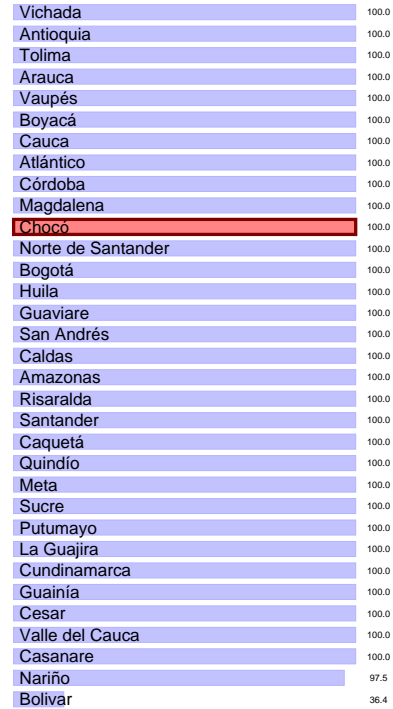 Vichada 100.0
Antioquia 100.0
Tolima 100.0
Arauca 100.0
Vaupés 100.0
Boyacá 100.0
Cauca 100.0
Atlántico 100.0
Córdoba 100.0
Magdalena 100.0
Chocó 100.0
Norte de Santander 100.0
Bogotá 100.0
Huila 100.0
Guaviare 100.0
San Andrés 100.0
Caldas 100.0
Amazonas 100.0
Risaralda 100.0
Santander 100.0
Caquetá 100.0
Quindío 100.0
Meta 100.0
Sucre 100.0
Putumayo 100.0
La Guajira 100.0
Cundinamarca 100.0
Guainía 100.0
Cesar 100.0
Valle del Cauca 100.0
Casanare 100.0
Nariño 97.5
Bolivar 36.4